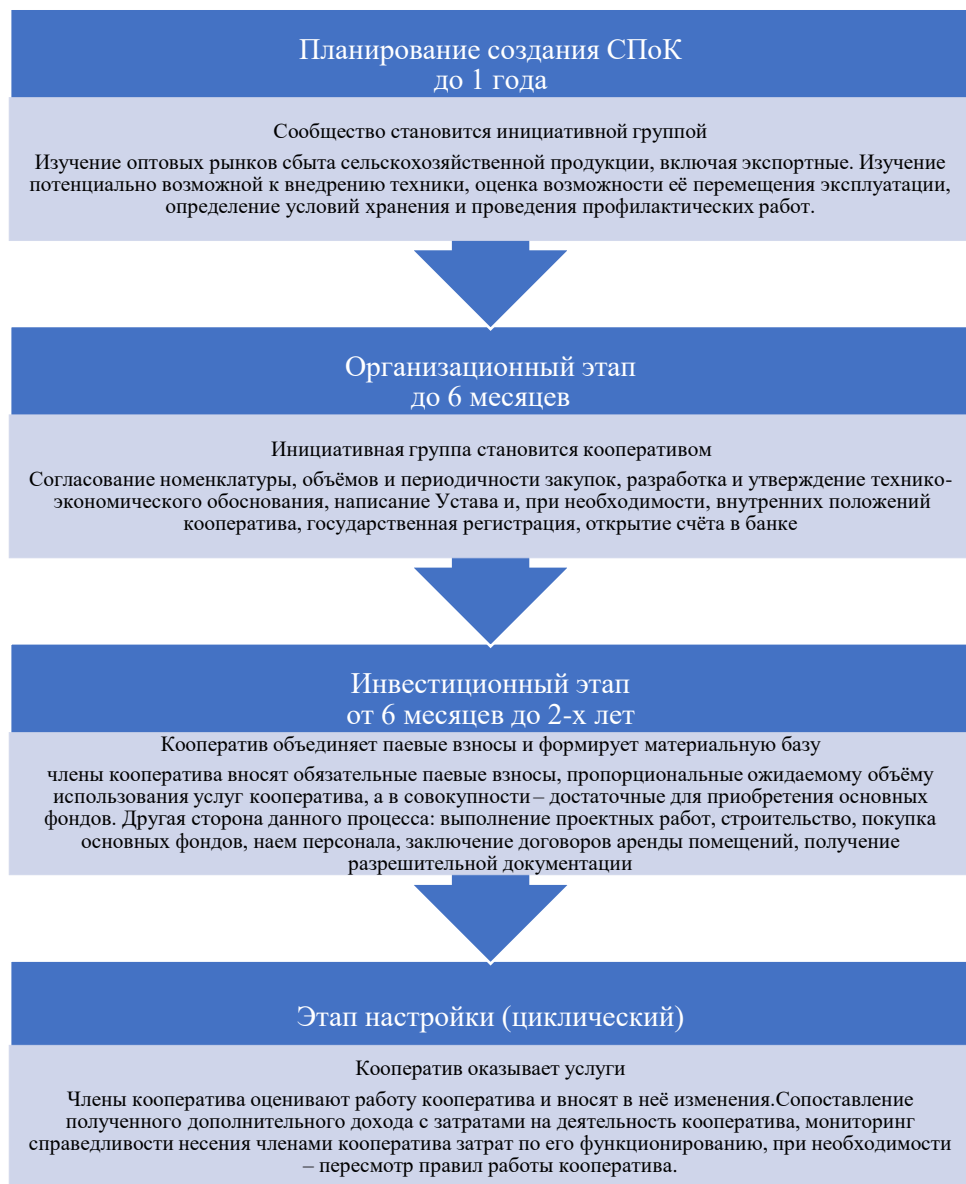 Планирование создания СПоК
до 1 года
Сообщество становится инициативной группой
Изучение оптовых рынков сбыта сельскохозяйственной продукции, включая экспортные. Изучение
потенциально возможной к внедрению техники, оценка возможности её перемещения эксплуатации,
определение условий хранения и проведения профилактических работ.
Организационный этап
до 6 месяцев
Инициативная группа становится кооперативом
Согласование номенклатуры, объёмов и периодичности закупок, разработка и утверждение технико-
экономического обоснования, написание Устава и, при необходимости, внутренних положений
кооператива, государственная регистрация, открытие счёта в банке
Инвестиционный этап
от 6 месяцев до 2-х лет
Кооператив объединяет паевые взносы и формирует материальную базу
члены кооператива вносят обязательные паевые взносы, пропорциональные ожидаемому объёму
использования услуг кооператива, а в совокупности – достаточные для приобретения основных
фондов. Другая сторона данного процесса: выполнение проектных работ, строительство, покупка
основных фондов, наем персонала, заключение договоров аренды помещений, получение
разрешительной документации
Этап настройки (циклический)
Кооператив оказывает услуги
Члены кооператива оценивают работу кооператива и вносят в неё изменения.Сопоставление
полученного дополнительного дохода с затратами на деятельность кооператива, мониторинг
справедливости несения членами кооператива затрат по его функционированию, при необходимости
– пересмотр правил работы кооператива.